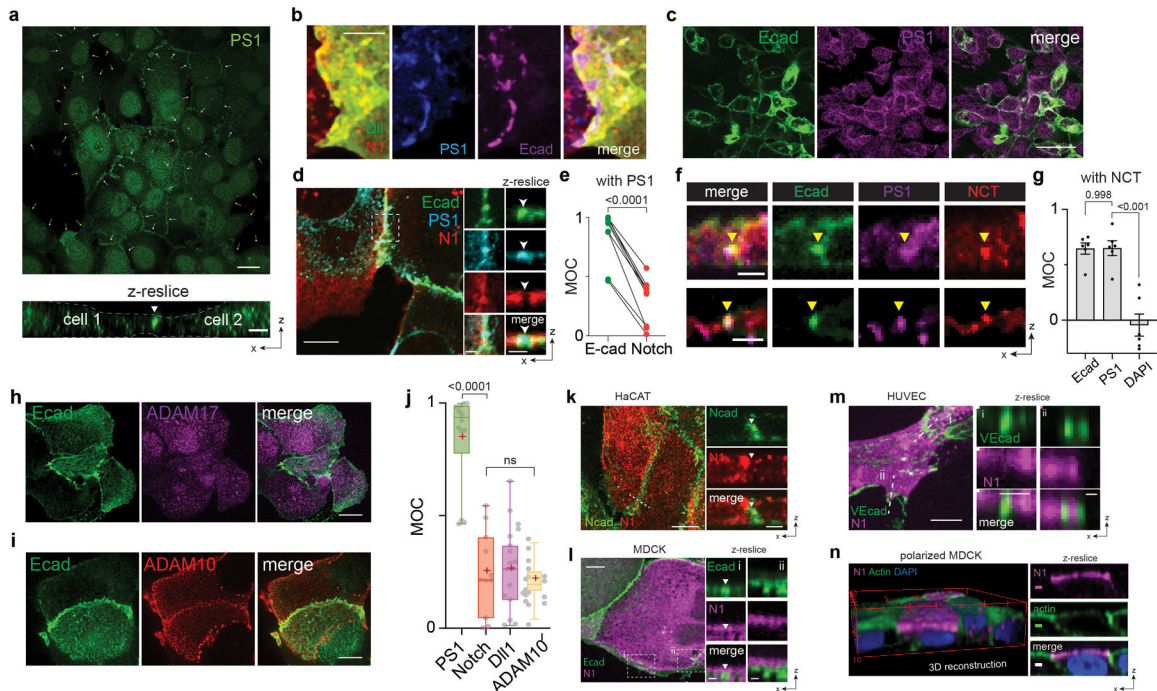 a
PS1
z-reslice
cell 1
cell 2
z
x
b
Dll
N1
PS1
Ecad
merge
c
Ecad
PS1
merge
d
Ecad
PS1
N1
z-reslice
merge
e
with PS1
<0.0001
1
MOC
0
E-cad Notch
f
merge
Ecad
PS1
NCT
z
x
g
with NCT
0.998
<0.001
1
MOC
0
Ecad
PS1
DAPI
h
Ecad
ADAM17
merge
i
Ecad
ADAM10
merge
j
<0.0001
ns
1
MOC
0
PS1
Notch
Dll1
ADAM10
k
HaCAT
Ncad
N1
merge
Ncad N1
z
x
l
MDCK
z-reslice
Ecad i
ii
N1
merge
ii
Ecad
N1
z
x
m
HUVEC
z-reslice
i
ii
VEcad
N1
merge
i
ii
VEcad
N1
z
x
n
polarized MDCK
z-reslice
N1 Actin DAPI
3D reconstruction
N1
actin
merge
z
x